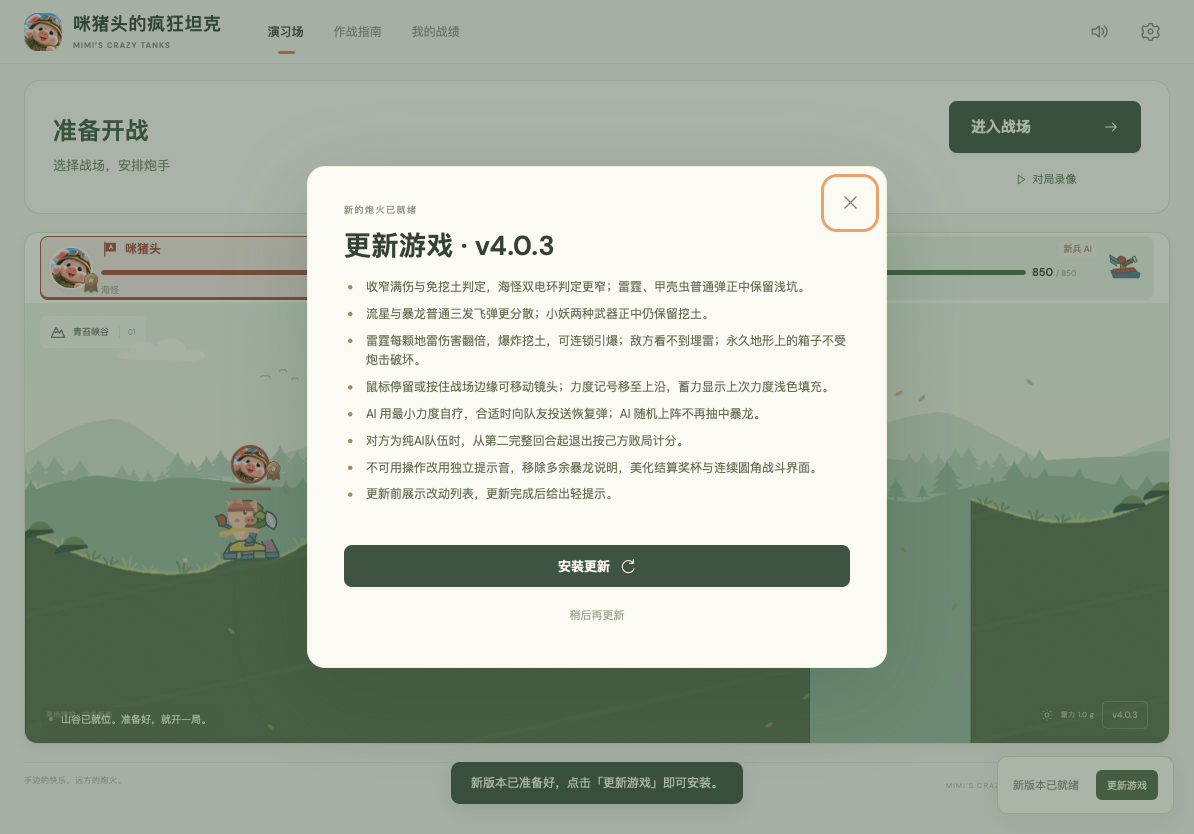 咪猪头的疯狂坦克
MIMI'S CRAZY TANKS
演习场
作战指南
我的战绩
准备开战
选择战场，安排炮手
进入战场
对局录像
咪猪头
海怪
新兵 AI
850 / 850
青苔峡谷
01
新的炮火已就绪
更新游戏 · v4.0.3
收窄满伤与免挖土判定，海怪双电环判定更窄；雷霆、甲壳虫普通弹正中保留浅坑。
流星与暴龙普通三发飞弹更分散；小妖两种武器正中仍保留挖土。
雷霆每颗地雷伤害翻倍，爆炸挖土，可连锁引爆；敌方看不到埋雷；永久地形上的箱子不受
炮击破坏。
鼠标停留或按住战场边缘可移动镜头；力度记号移至上沿，蓄力显示上次力度浅色填充。
AI 用最小力度自疗，合适时向队友投送恢复弹；AI 随机上阵不再抽中暴龙。
对方为纯AI队伍时，从第二完整回合起退出按己方败局计分。
不可用操作改用独立提示音，移除多余暴龙说明，美化结算奖杯与连续圆角战斗界面。
更新前展示改动列表，更新完成后给出轻提示。
安装更新
稍后再更新
山谷已就位。准备好，就开一局。
重力 1.0 g
v4.0.3
手边的快乐，远方的炮火。
新版本已准备好，点击「更新游戏」即可安装。
MIMI'S
新版本已就绪
更新游戏